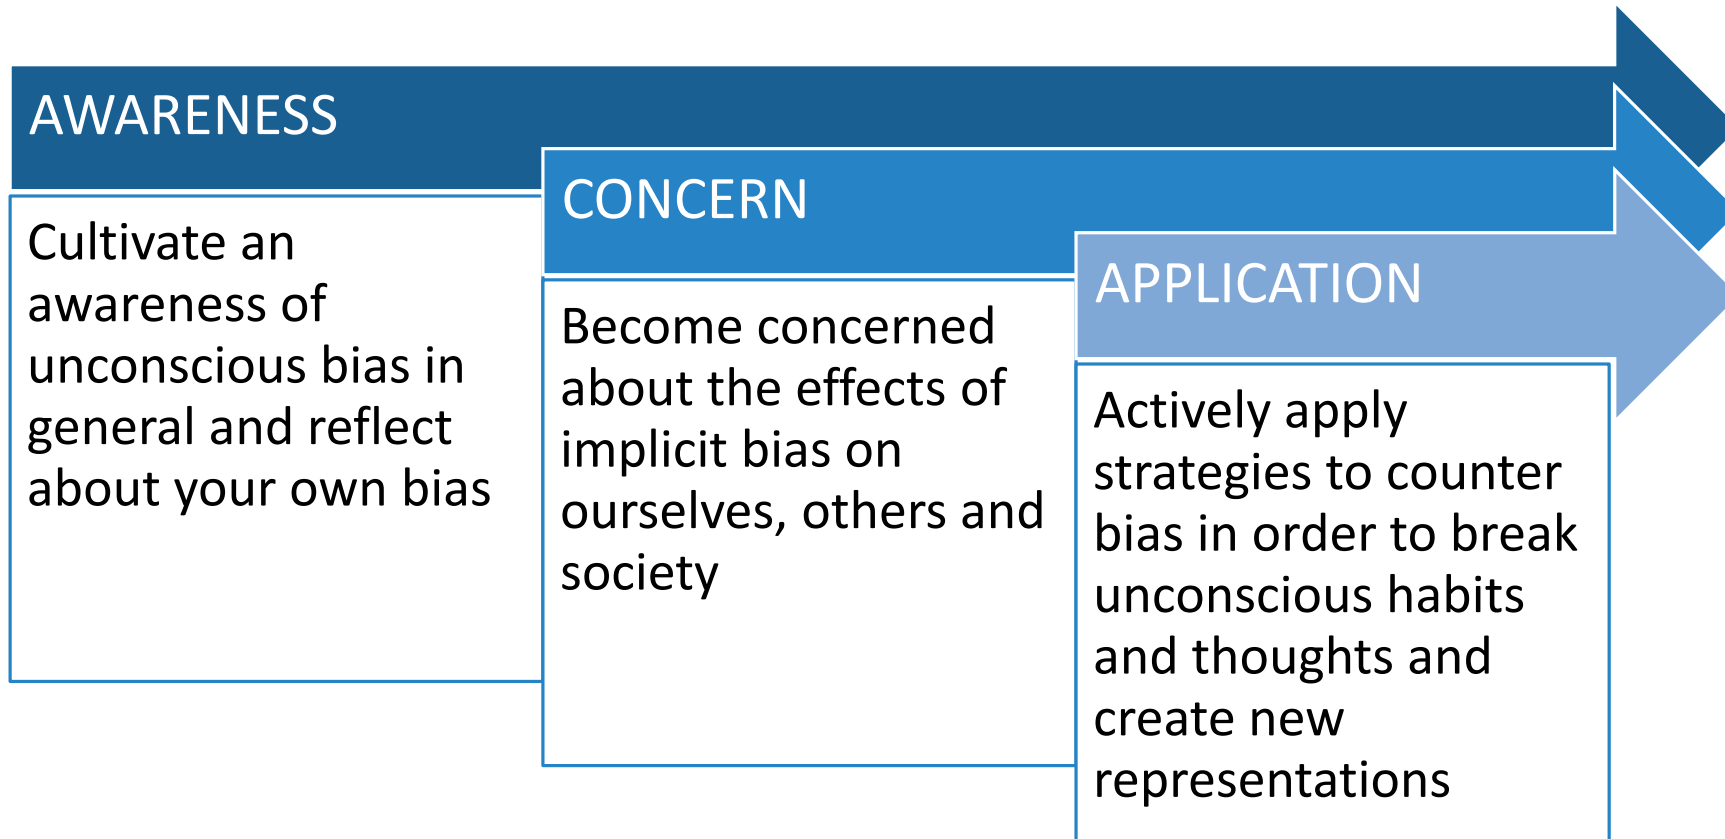 AWARENESS
Cultivate an
awareness of
unconscious bias in
general and reflect
about your own bias
CONCERN
Become concerned
about the effects of
implicit bias on
ourselves, others and
society
APPLICATION
Actively apply
strategies to counter
bias in order to break
unconscious habits
and thoughts and
create new
representations